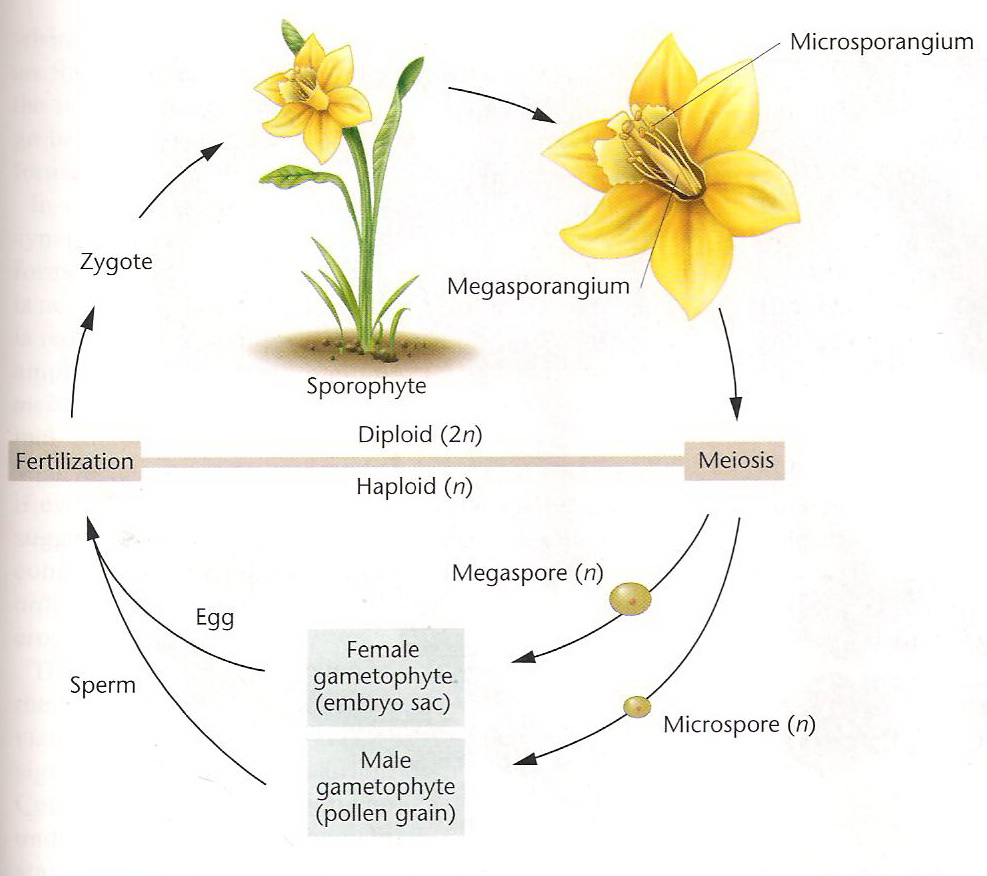 Microsporangium
Megasporangium
Zygote
Sporophyte
Diploid (2n)
Fertilization
Meiosis
Haploid (n)
Megaspore (n)
Egg
Female
gametophyte
(embryo sac)
Sperm
Microspore (n)
Male
gametophyte
(pollen grain)